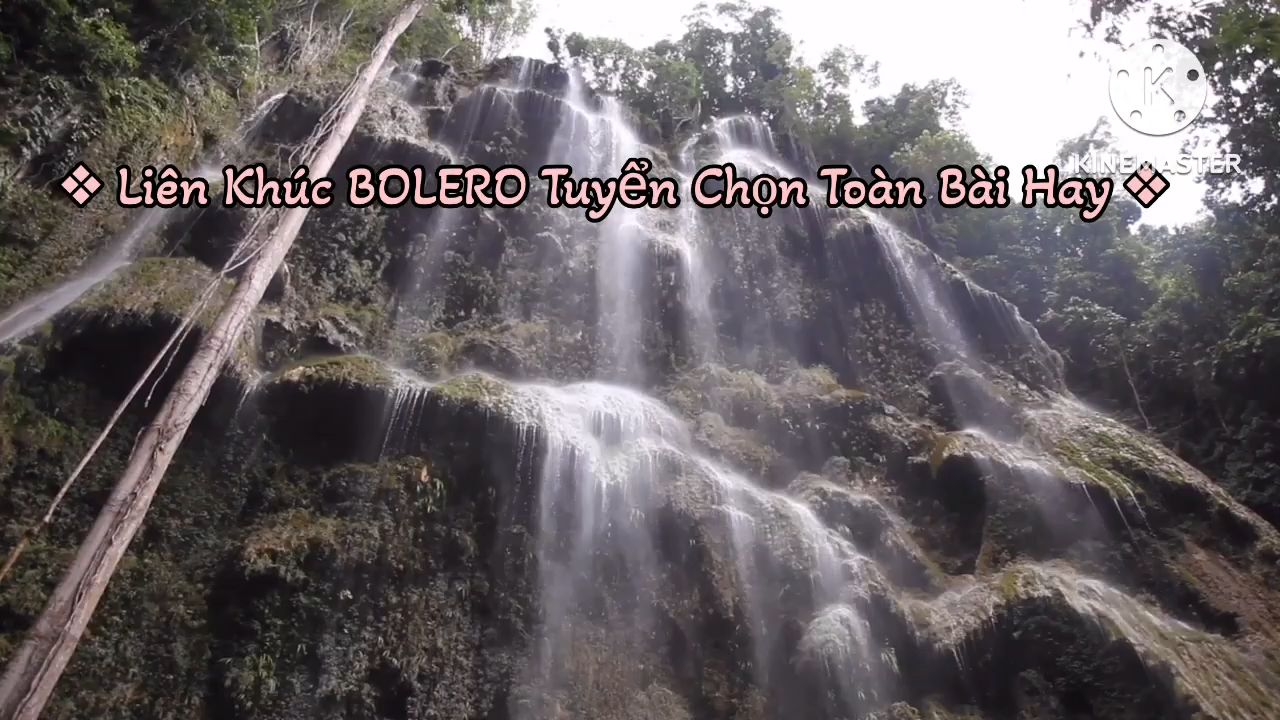 ❖ Liên Khúc BOLERO Tuyển Chọn Toàn Bài Hay ❖
K
KINEMASTER